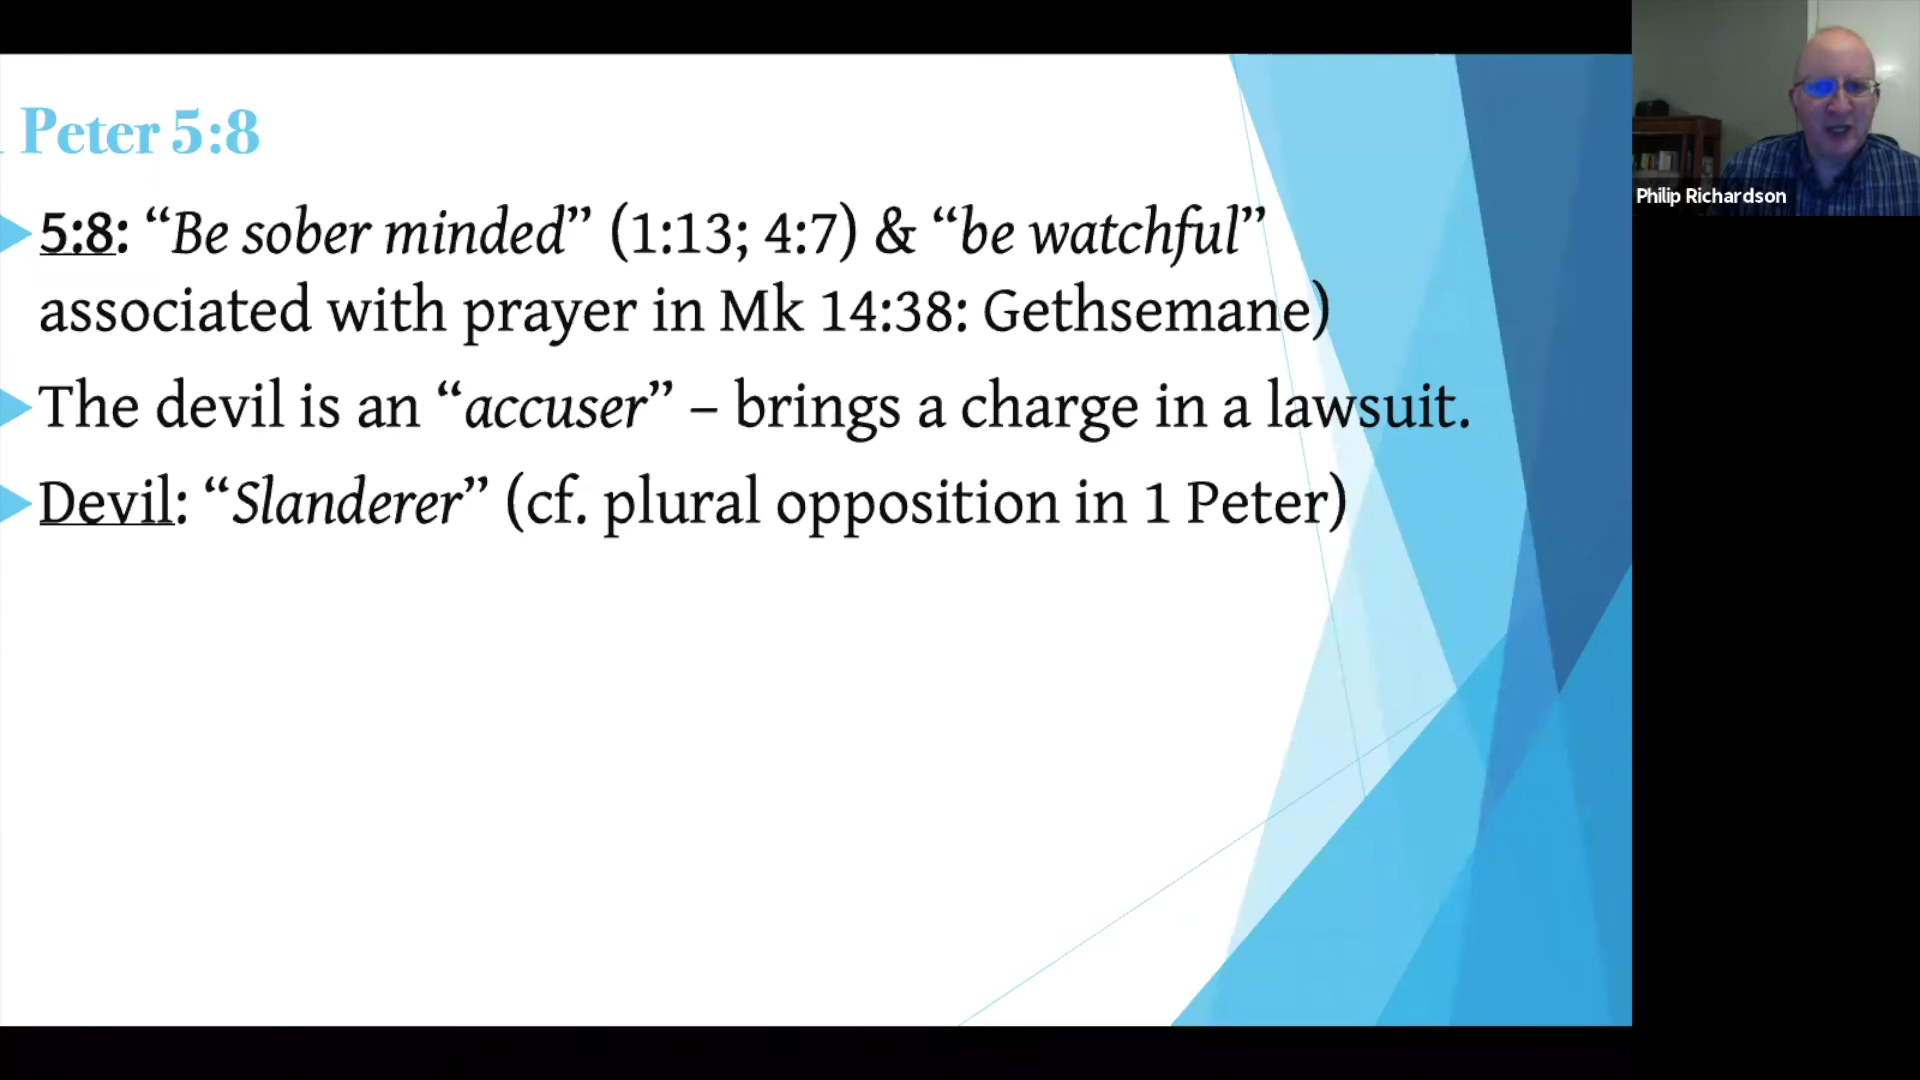 Peter 5:8
5:8: “Be sober minded” (1:13; 4:7) & “be watchful”
associated with prayer in Mk 14:38: Gethsemane)
The devil is an “accuser” – brings a charge in a lawsuit.
Devil: “Slanderer” (cf. plural opposition in 1 Peter)
Philip Richardson